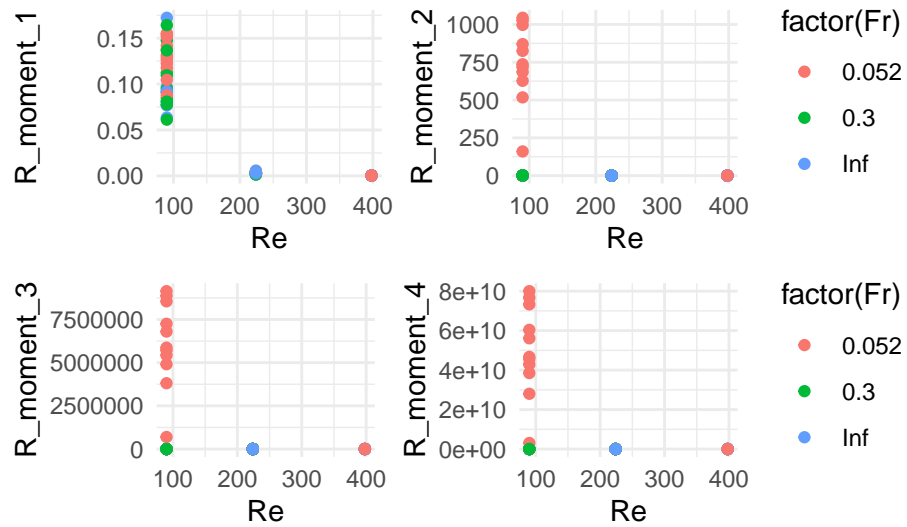 R_moment_1
0.15
0.10
0.05
0.00
100 200 300 400
Re
R_moment_2
1000
750
500
250
0
100 200 300 400
Re
factor(Fr)
0.052
0.3
Inf
R_moment_3
7500000
5000000
2500000
0
100 200 300 400
Re
R_moment_4
8e+10
6e+10
4e+10
2e+10
0e+00
100 200 300 400
Re
factor(Fr)
0.052
0.3
Inf